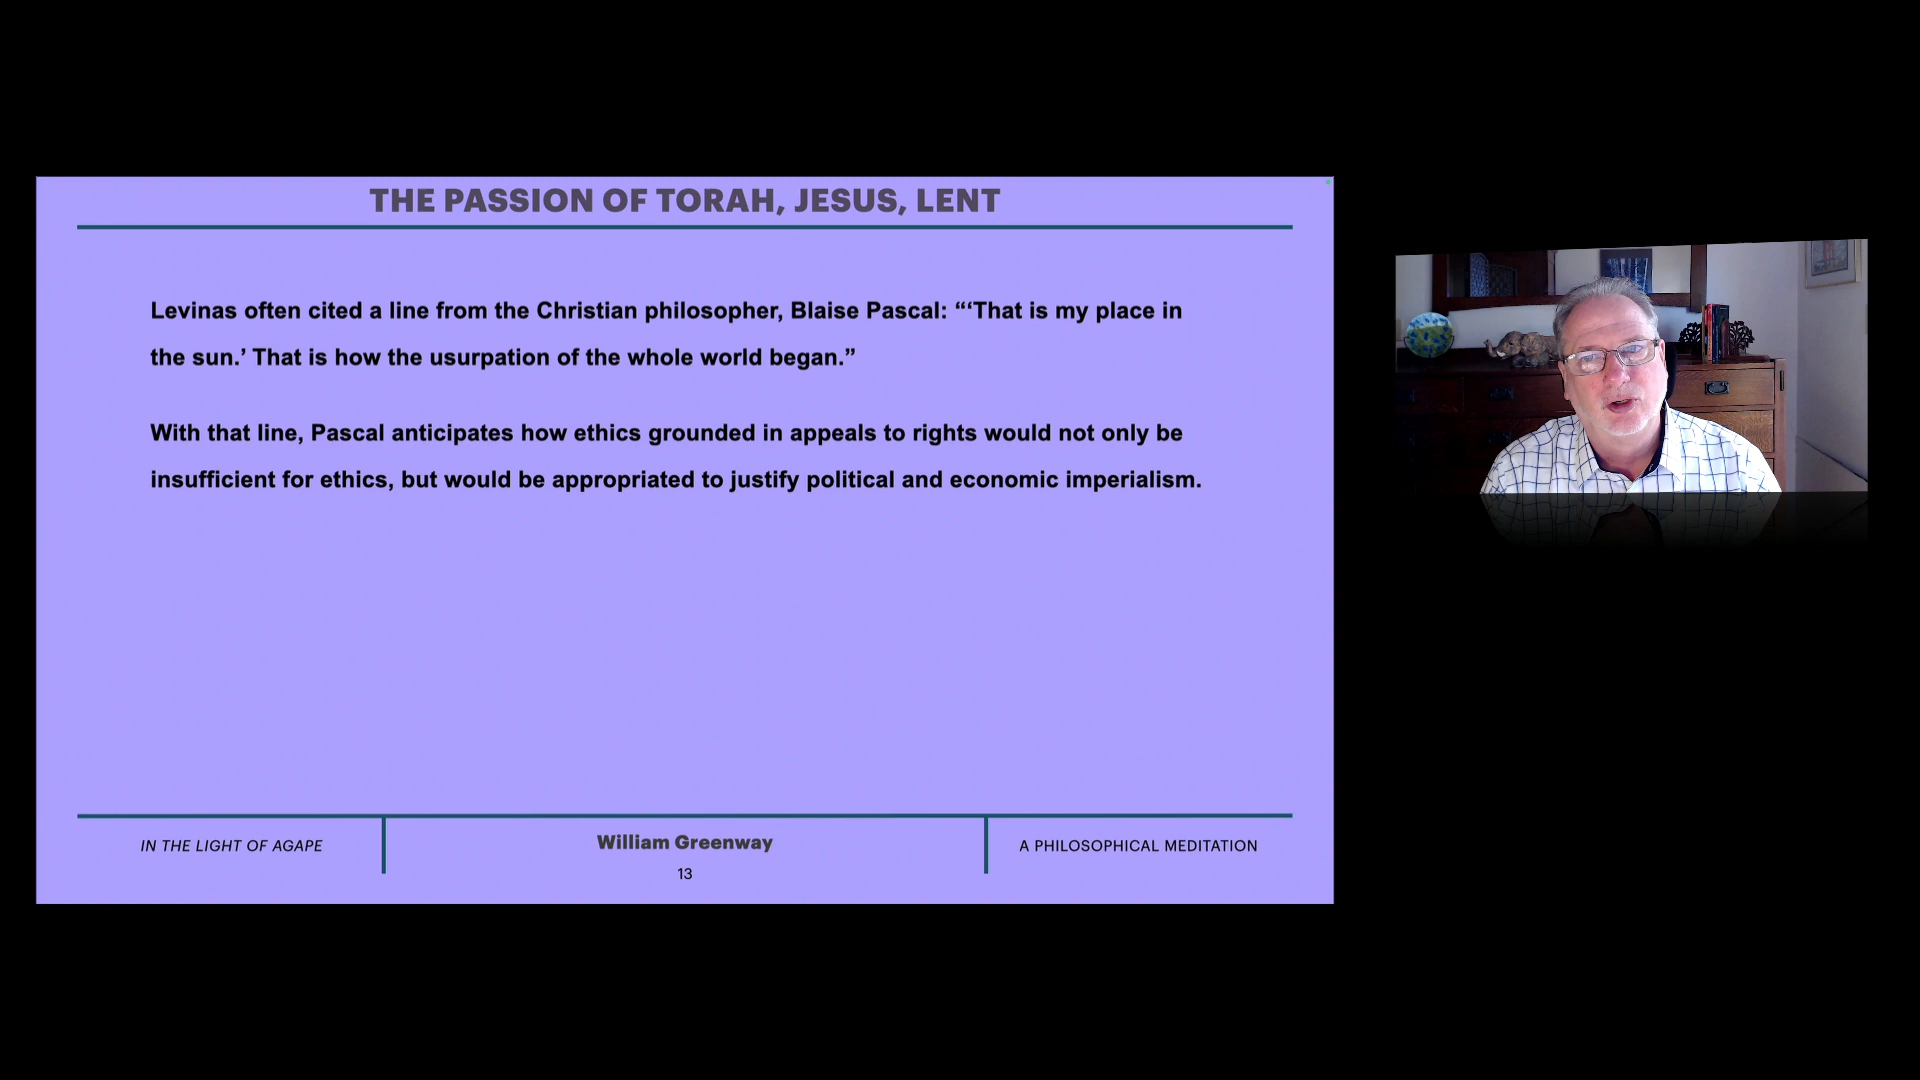 THE PASSION OF TORAH, JESUS, LENT
Levinas often cited a line from the Christian philosopher, Blaise Pascal: “‘That is my place in
the sun.’ That is how the usurpation of the whole world began.”
With that line, Pascal anticipates how ethics grounded in appeals to rights would not only be
insufficient for ethics, but would be appropriated to justify political and economic imperialism.
IN THE LIGHT OF AGAPE
William Greenway
13
A PHILOSOPHICAL MEDITATION